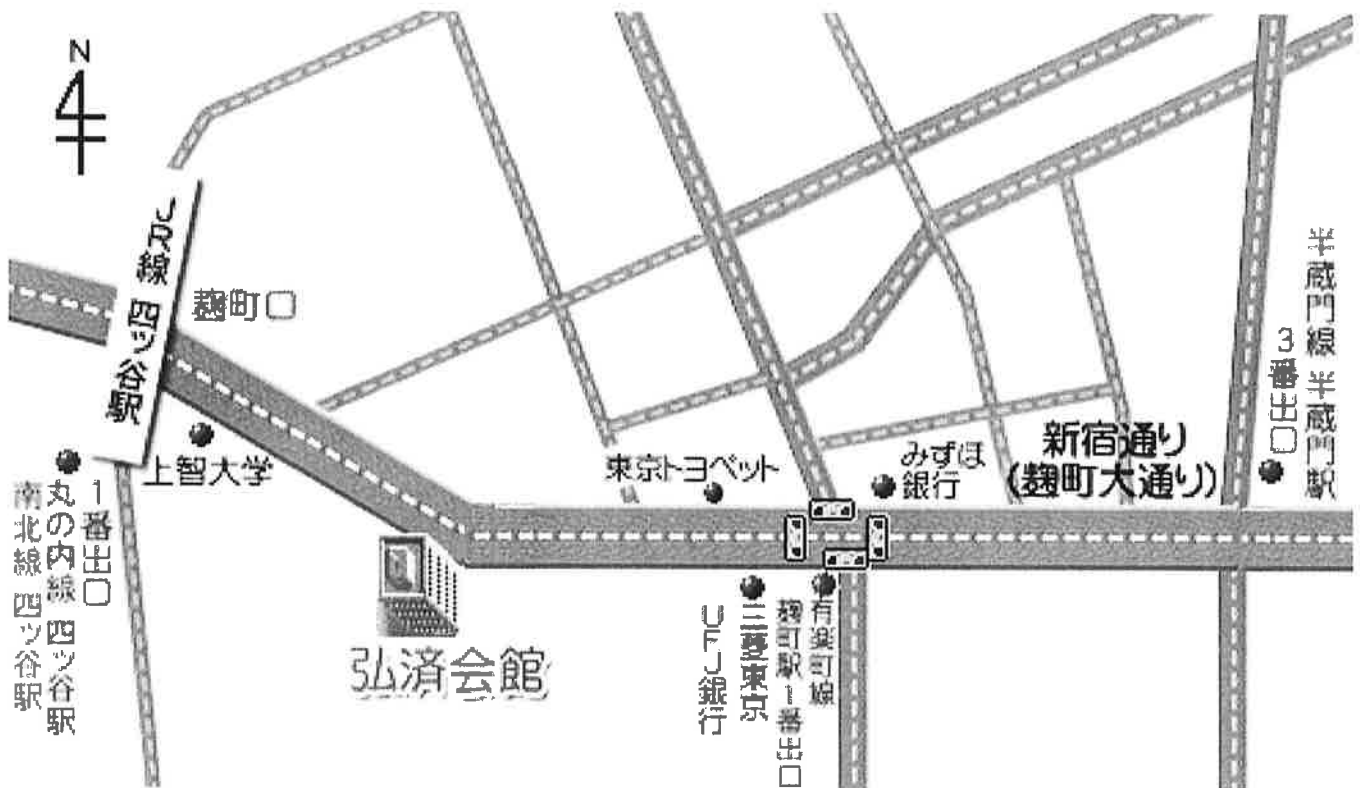 N
JR線 四ッ谷駅
麹町口
上智大学
1番出口
丸の内線 四ッ谷駅
南北線 四ッ谷駅
弘済会館
東京トヨペット
みずほ
銀行
新宿通り
(麹町大通り)
半蔵門線 半蔵門駅
3番出口
有楽町線
麹町駅1番出口
三菱東京
UFJ銀行